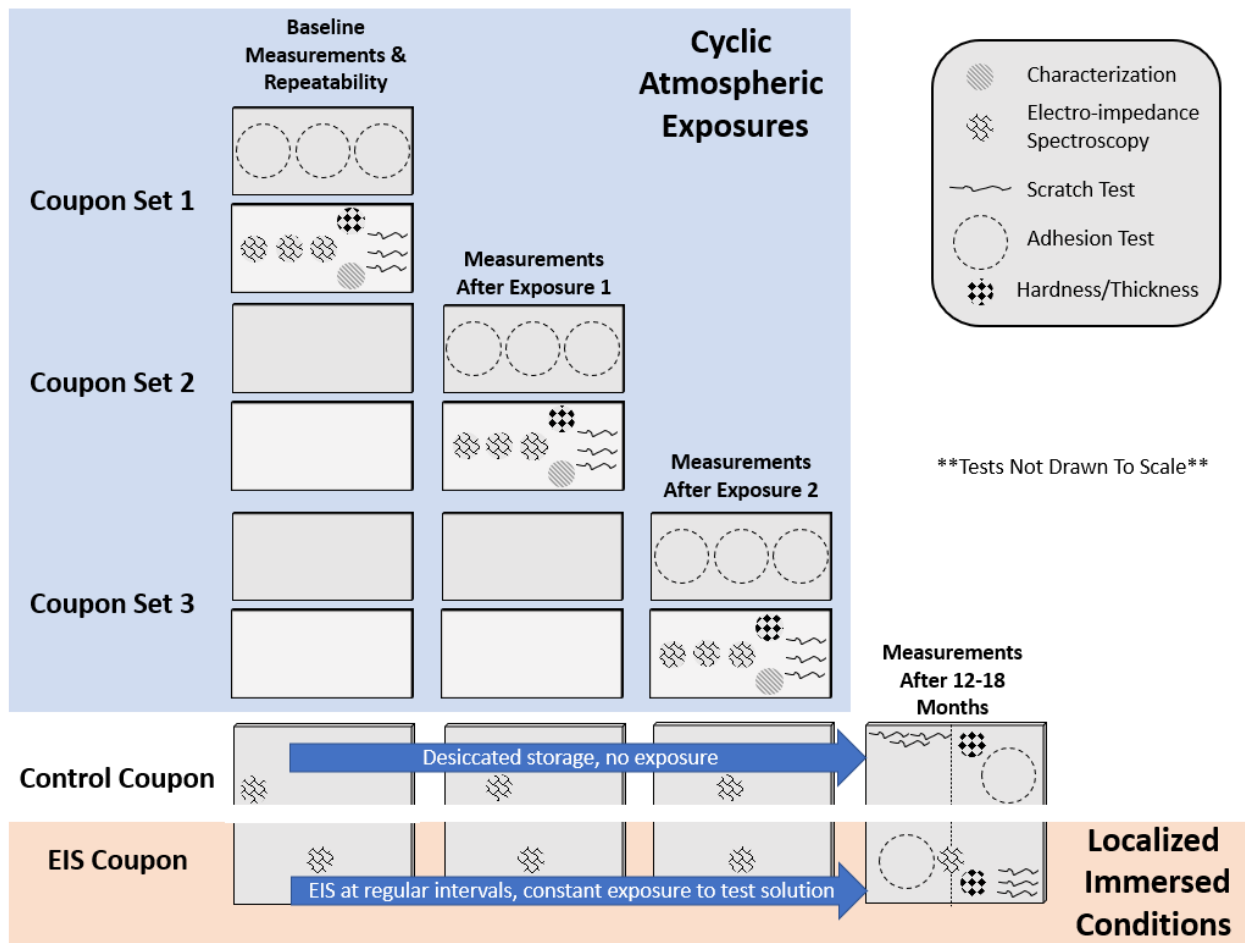 Baseline
Measurements &
Repeatability
Cyclic
Atmospheric
Exposures
Characterization
Electro-impedance
Spectroscopy
Scratch Test
Adhesion Test
Hardness/Thickness
Coupon Set 1
Measurements
After Exposure 1
Coupon Set 2
Measurements
After Exposure 2
**Tests Not Drawn To Scale**
Coupon Set 3
Measurements
After 12-18
Months
Control Coupon
Desiccated storage, no exposure
EIS Coupon
EIS at regular intervals, constant exposure to test solution
Localized
Immersed
Conditions